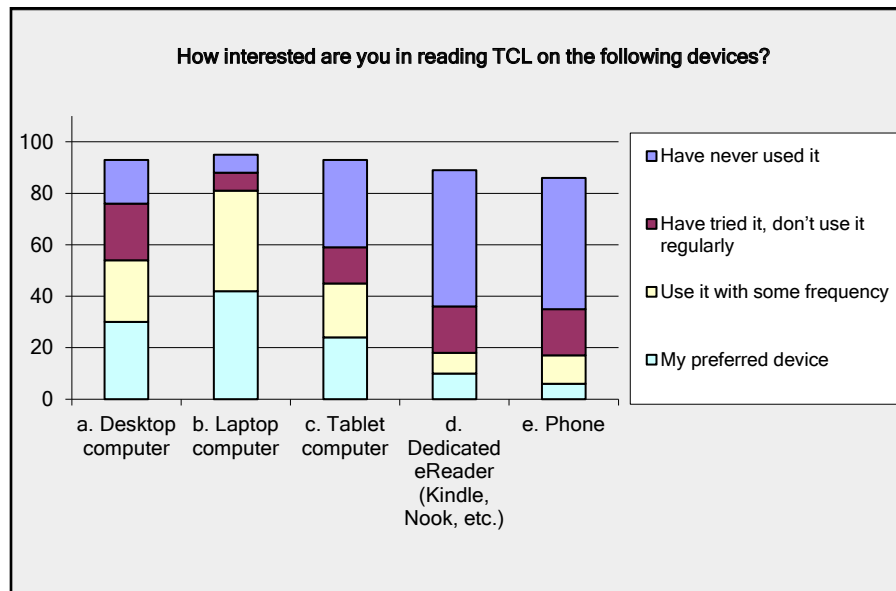 How interested are you in reading TCL on the following devices?
100
80
60
40
20
0
a. Desktop
computer
b. Laptop
computer
c. Tablet
computer
d.
Dedicated
eReader
(Kindle,
Nook, etc.)
e. Phone
Have never used it
Have tried it, don’t use it
regularly
Use it with some frequency
My preferred device